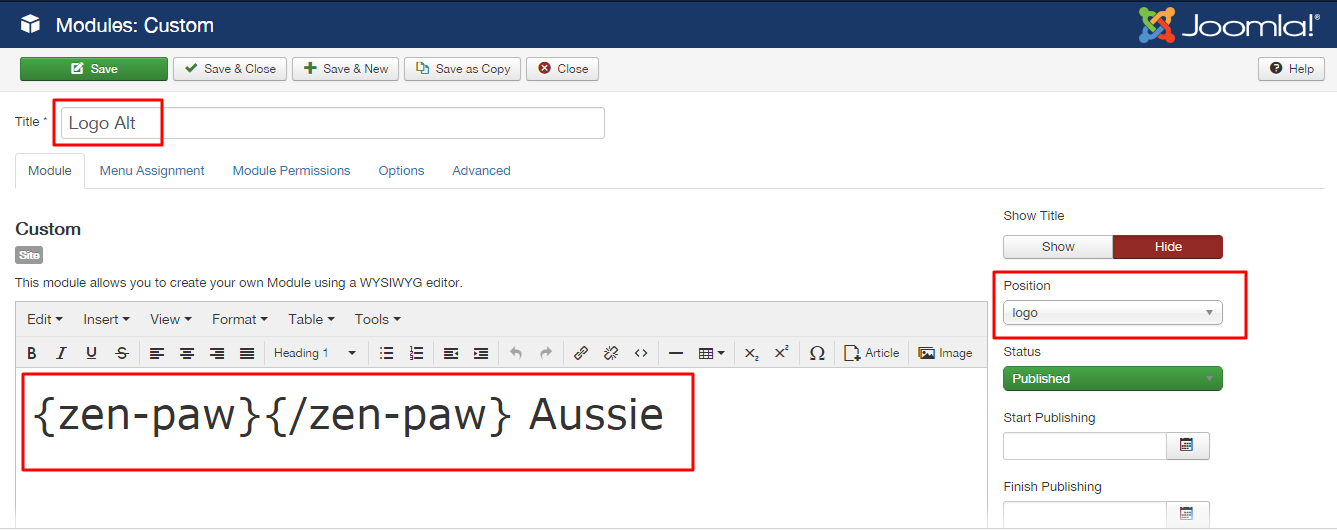 Modules: Custom
Joomla!®
Save
Save & Close
Save & New
Save as Copy
Close
Help
Title *
Logo Alt
Module
Menu Assignment
Module Permissions
Options
Advanced
Custom
Site
This module allows you to create your own Module using a WYSIWYG editor.
Edit
Insert
View
Format
Table
Tools
B I U S
Heading 1
X₂
X²
Ω
Article
Image
{zen-paw}{/zen-paw} Aussie
Show Title
Show
Hide
Position
logo
Status
Published
Start Publishing
Finish Publishing